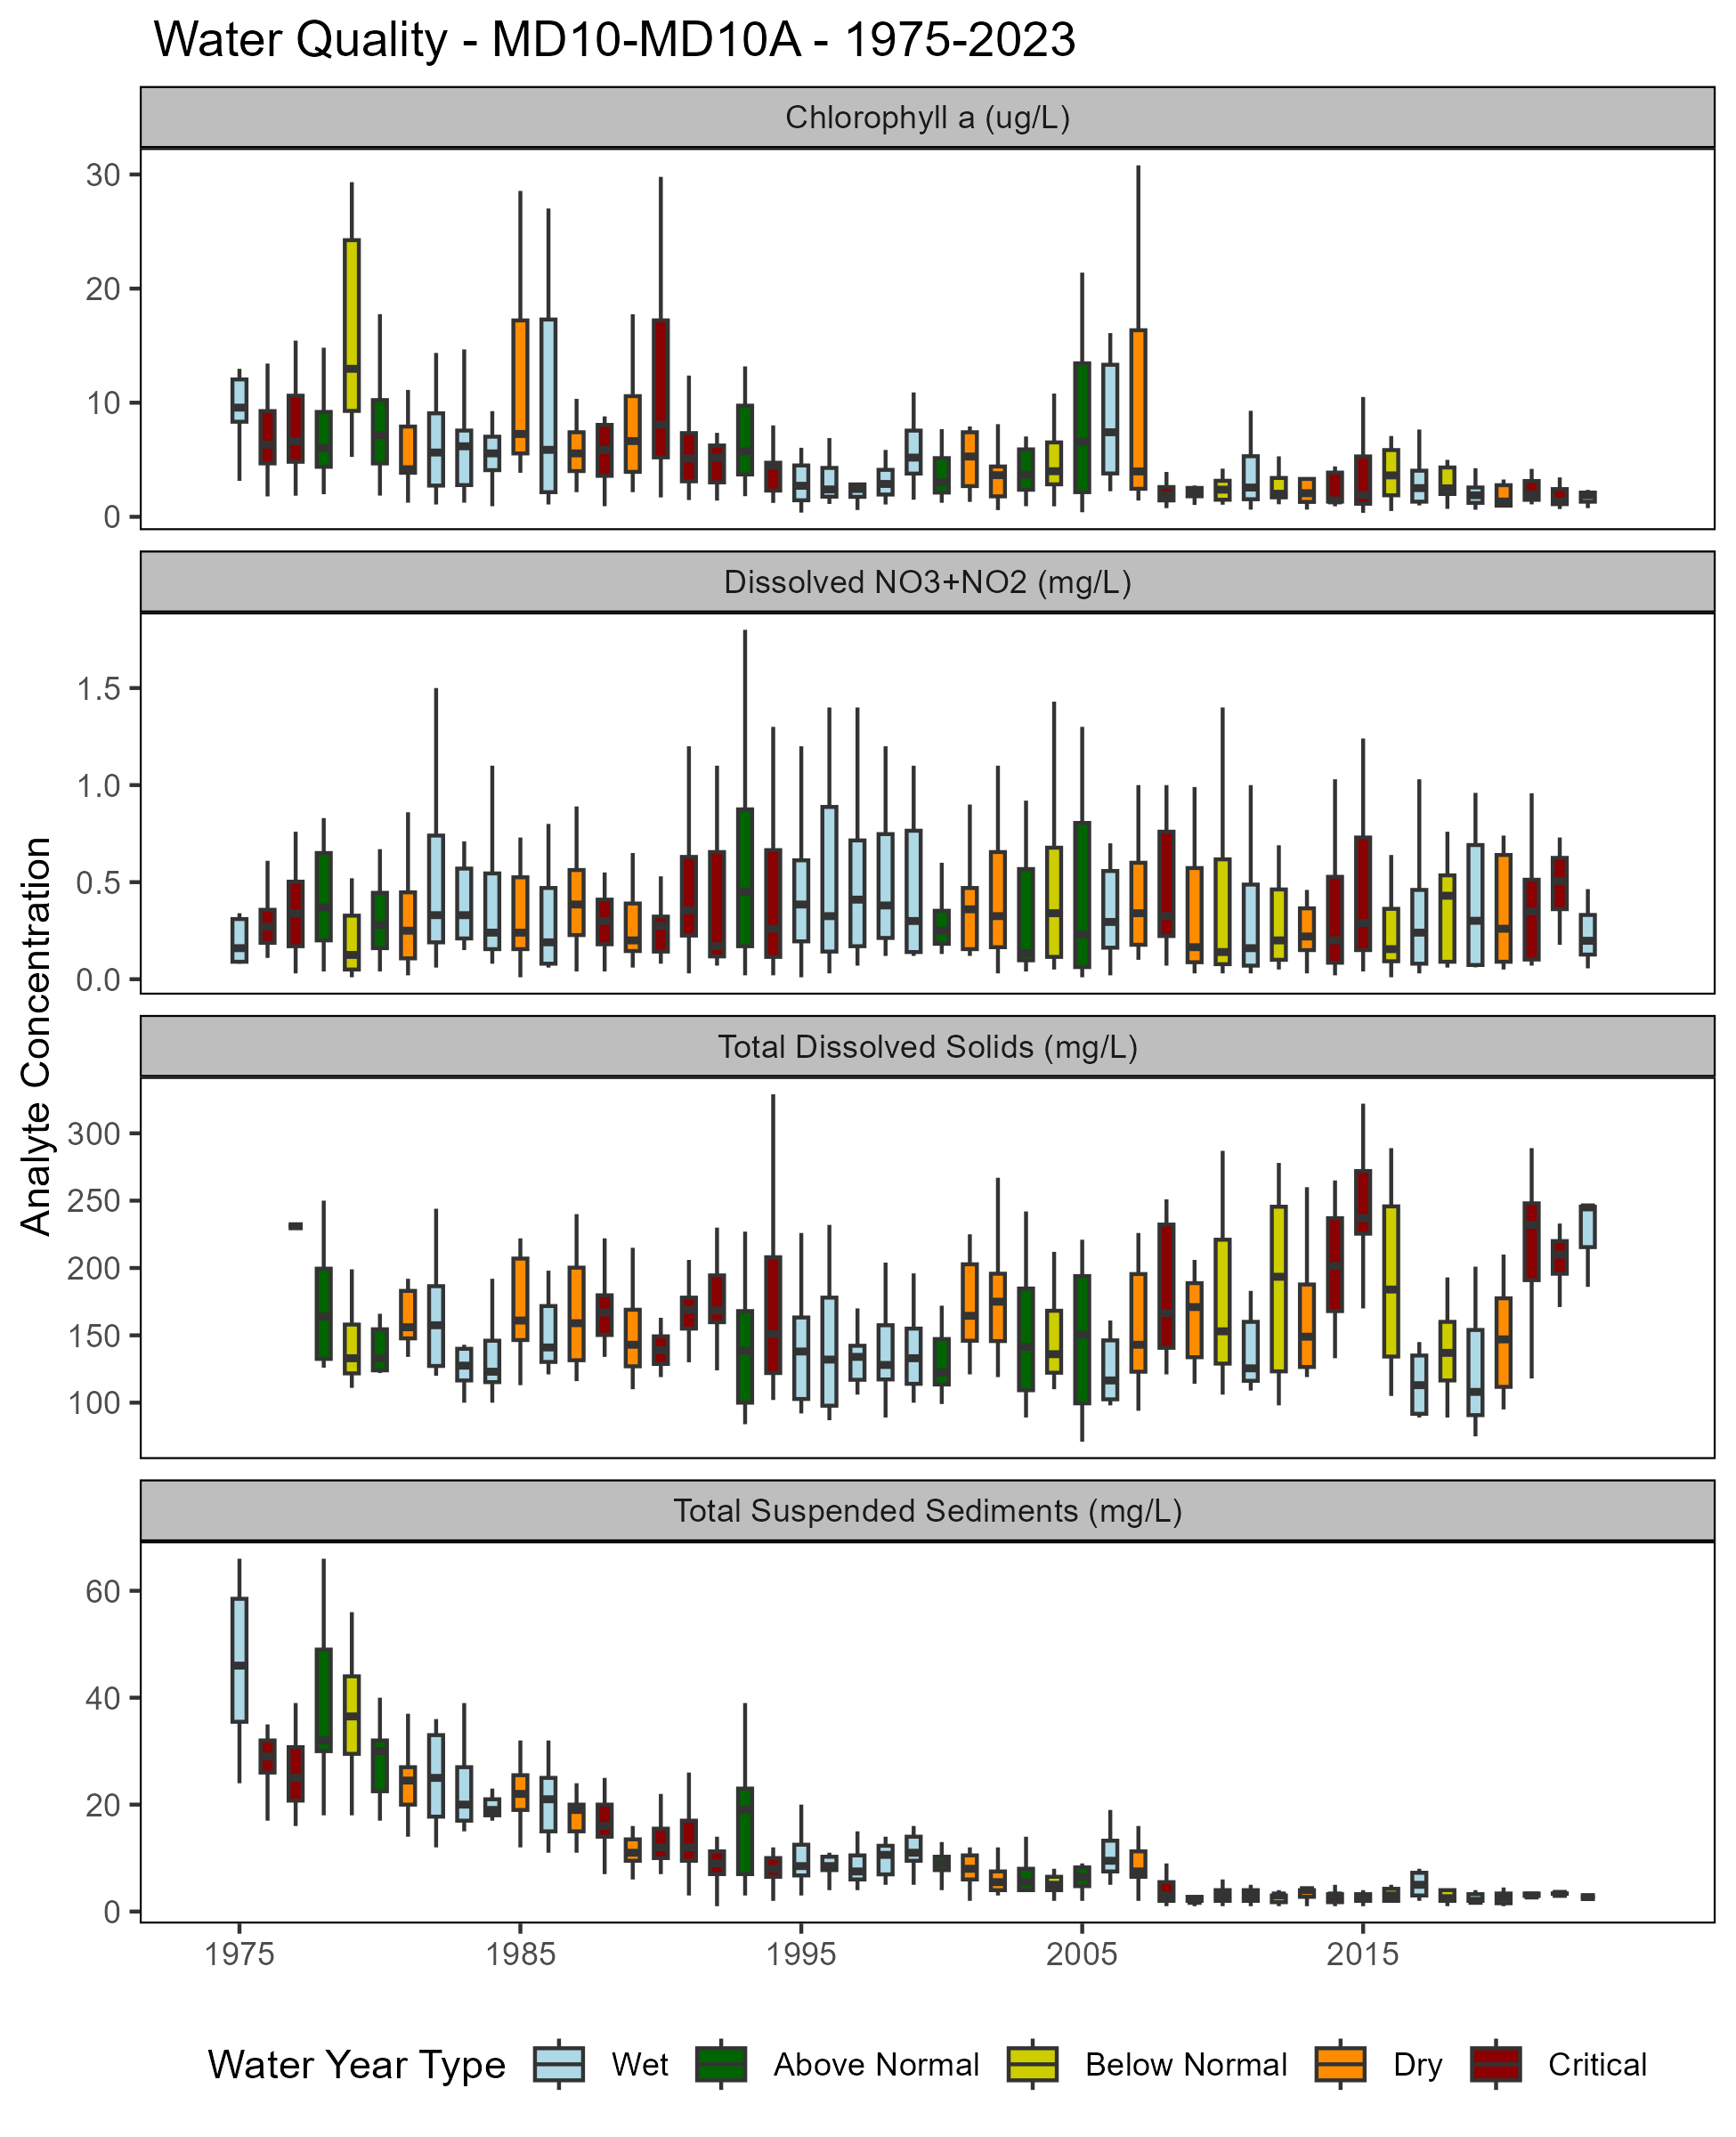 Water Quality - MD10-MD10A - 1975-2023
Chlorophyll a (ug/L)
30
20
10
0
Dissolved NO3+NO2 (mg/L)
1.5
1.0
0.5
0.0
Analyte Concentration
Total Dissolved Solids (mg/L)
300
250
200
150
100
Total Suspended Sediments (mg/L)
60
40
20
0
1975 1985 1995 2005 2015
Water Year Type Wet Above Normal Below Normal Dry Critical